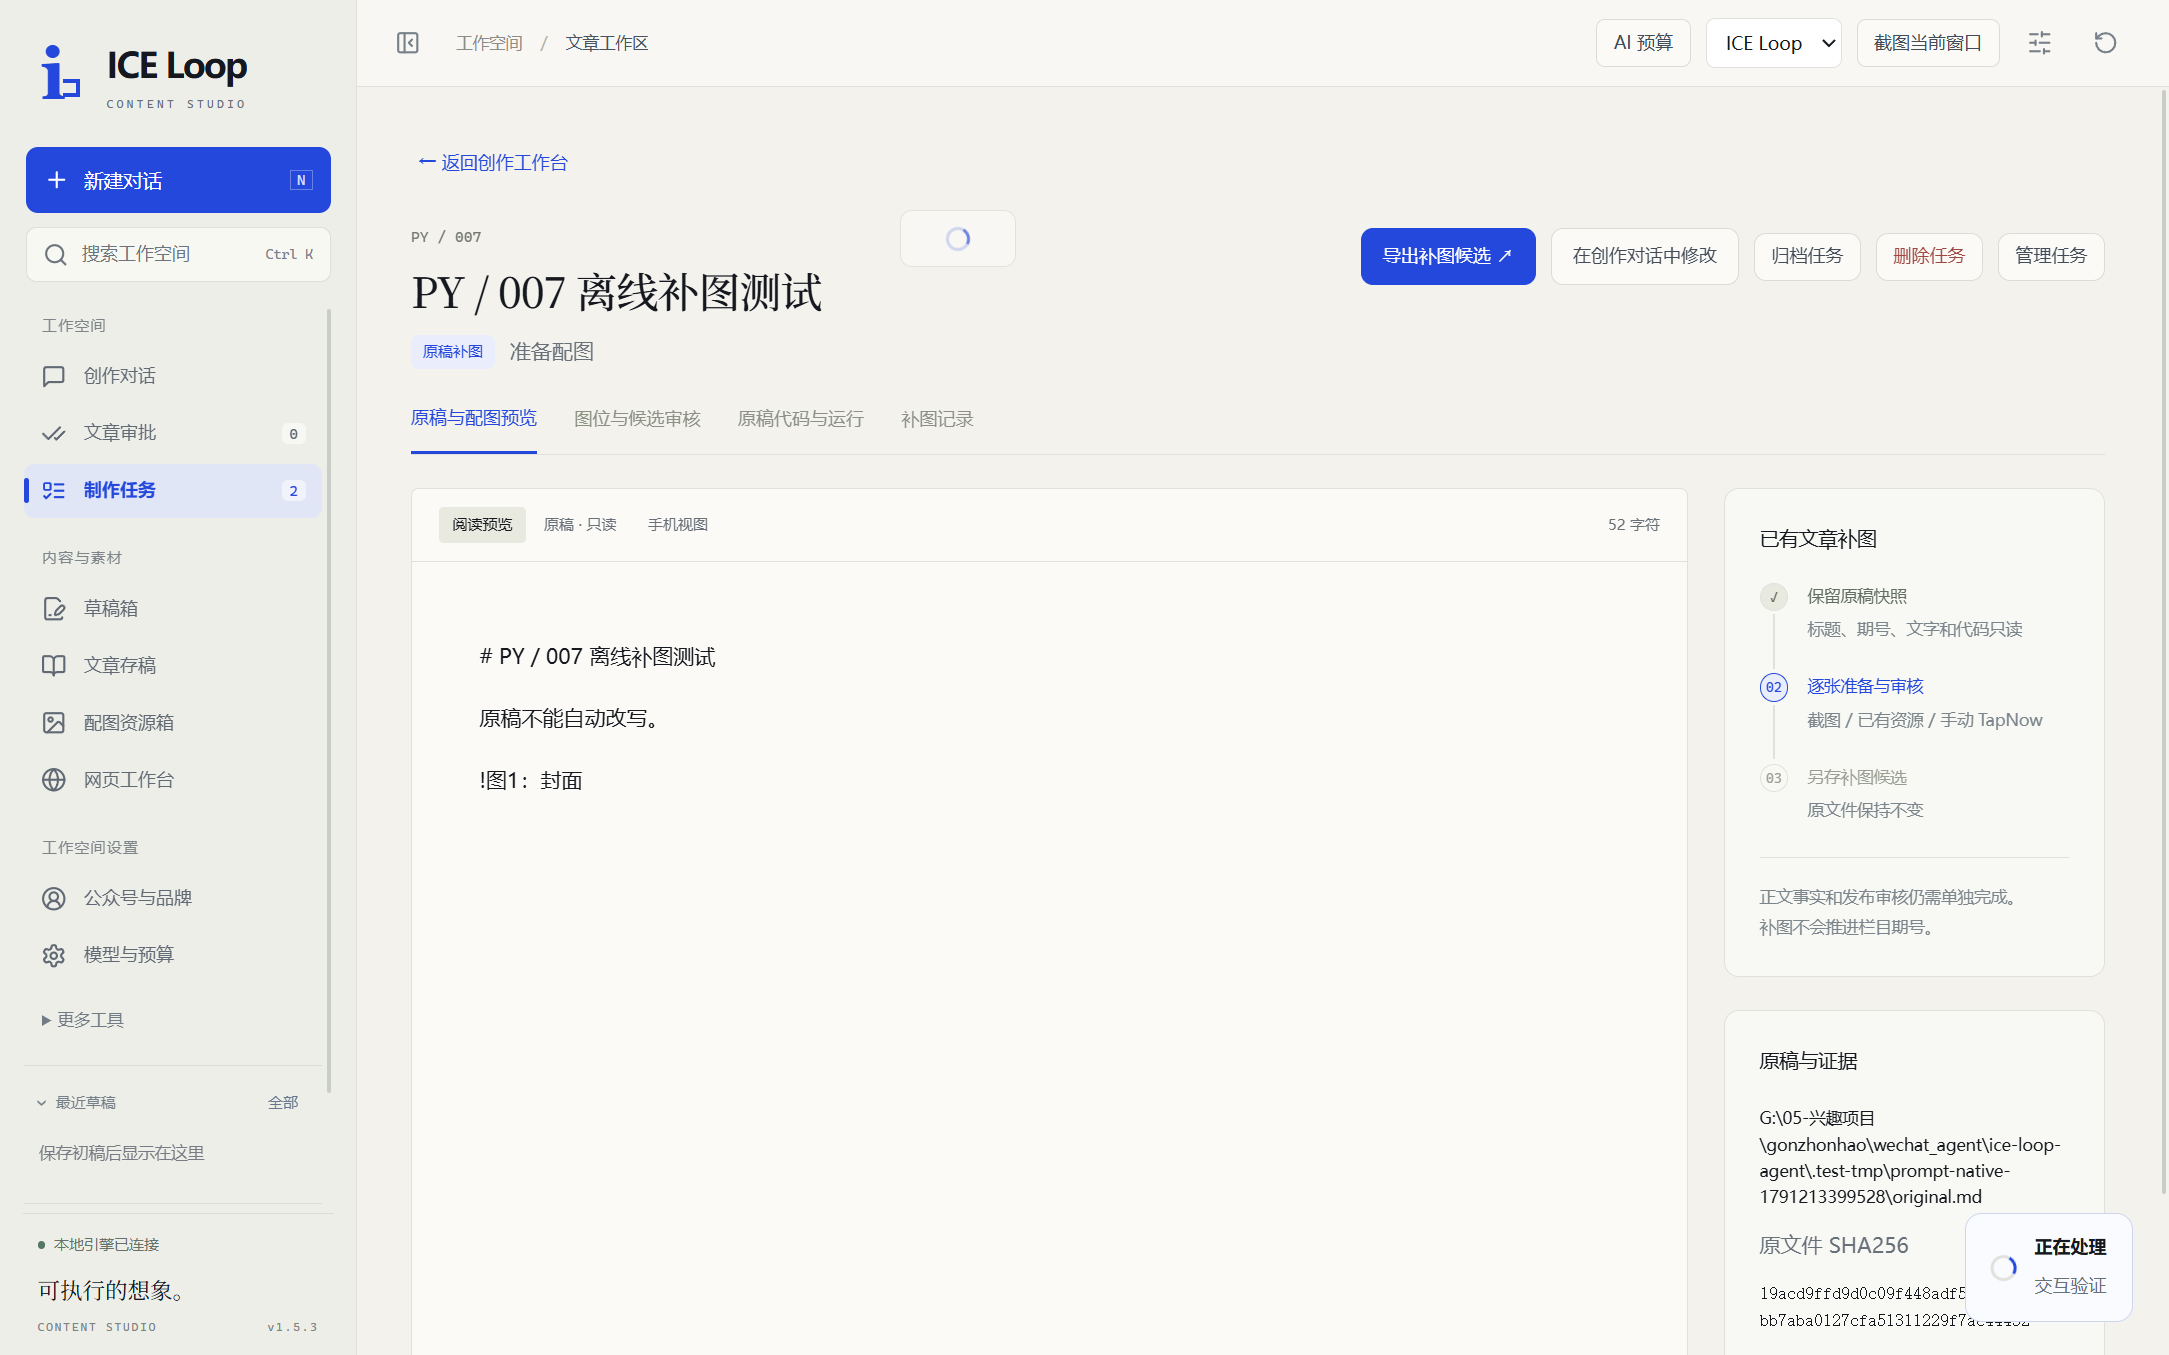 ICE Loop
CONTENT STUDIO
新建对话
N
搜索工作空间
Ctrl K
工作空间
创作对话
文章审批
0
制作任务
2
内容与素材
草稿箱
文章存稿
配图资源箱
网页工作台
工作空间设置
公众号与品牌
模型与预算
更多工具
最近草稿
全部
保存初稿后显示在这里
本地引擎已连接
可执行的想象。
CONTENT STUDIO
v1.5.3
工作空间 / 文章工作区
AI 预算
ICE Loop
截图当前窗口
← 返回创作工作台
PY / 007
PY / 007 离线补图测试
原稿补图
准备配图
导出补图候选 ↗
在创作对话中修改
归档任务
删除任务
管理任务
原稿与配图预览
图位与候选审核
原稿代码与运行
补图记录
阅读预览
原稿 · 只读
手机视图
52 字符
# PY / 007 离线补图测试
原稿不能自动改写。
!图1：封面
已有文章补图
✓
保留原稿快照
标题、期号、文字和代码只读
02
逐张准备与审核
截图 / 已有资源 / 手动 TapNow
03
另存补图候选
原文件保持不变
正文事实和发布审核仍需单独完成。
补图不会推进栏目期号。
原稿与证据
G:\05-兴趣项目
\gonzhonhao\wechat_agent\ice-loop-
agent\.test-tmp\prompt-native-
1791213399528\original.md
原文件 SHA256
19acd9ffd9d0c09f448adf5
bb7aba0127cfa51311229f7ac44452
正在处理
交互验证